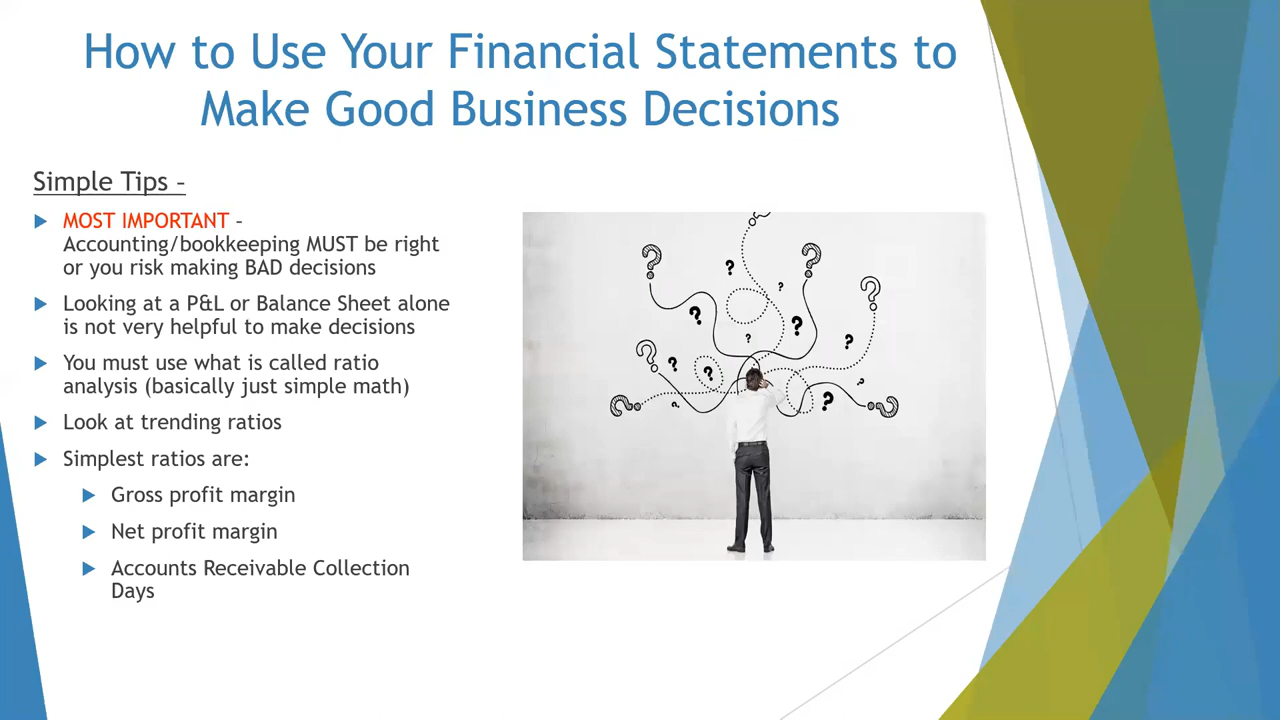 How to Use Your Financial Statements to
Make Good Business Decisions
Simple Tips –
MOST IMPORTANT –
Accounting/bookkeeping MUST be right
or you risk making BAD decisions
Looking at a P&L or Balance Sheet alone
is not very helpful to make decisions
You must use what is called ratio
analysis (basically just simple math)
Look at trending ratios
Simplest ratios are:
Gross profit margin
Net profit margin
Accounts Receivable Collection
Days